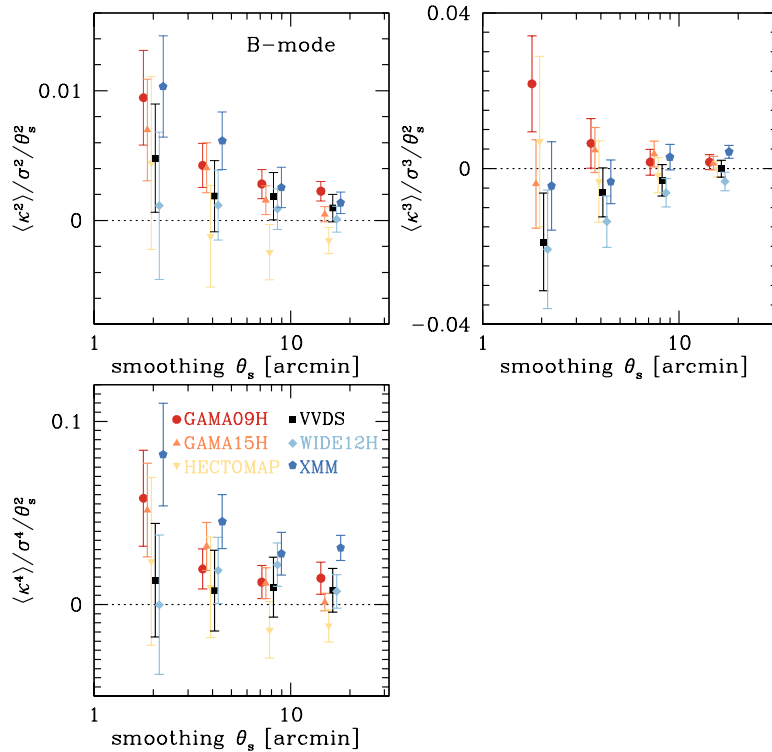 B−mode
0.01
0
⟨κ²⟩/σ²/θₛ²
1
10
smoothing θₛ [arcmin]
0.04
0
−0.04
⟨κ³⟩/σ³/θₛ²
1
10
smoothing θₛ [arcmin]
GAMA09H
VVDS
GAMA15H
WIDE12H
HECTOMAP
XMM
0.1
0
⟨κ⁴⟩/σ⁴/θₛ²
1
10
smoothing θₛ [arcmin]